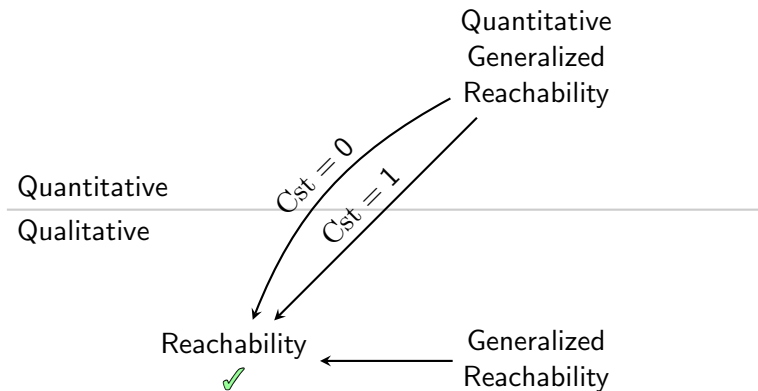 Quantitative
Generalized
Reachability
Cst = 0
Cst = 1
Quantitative
Qualitative
Reachability
✓
Generalized
Reachability